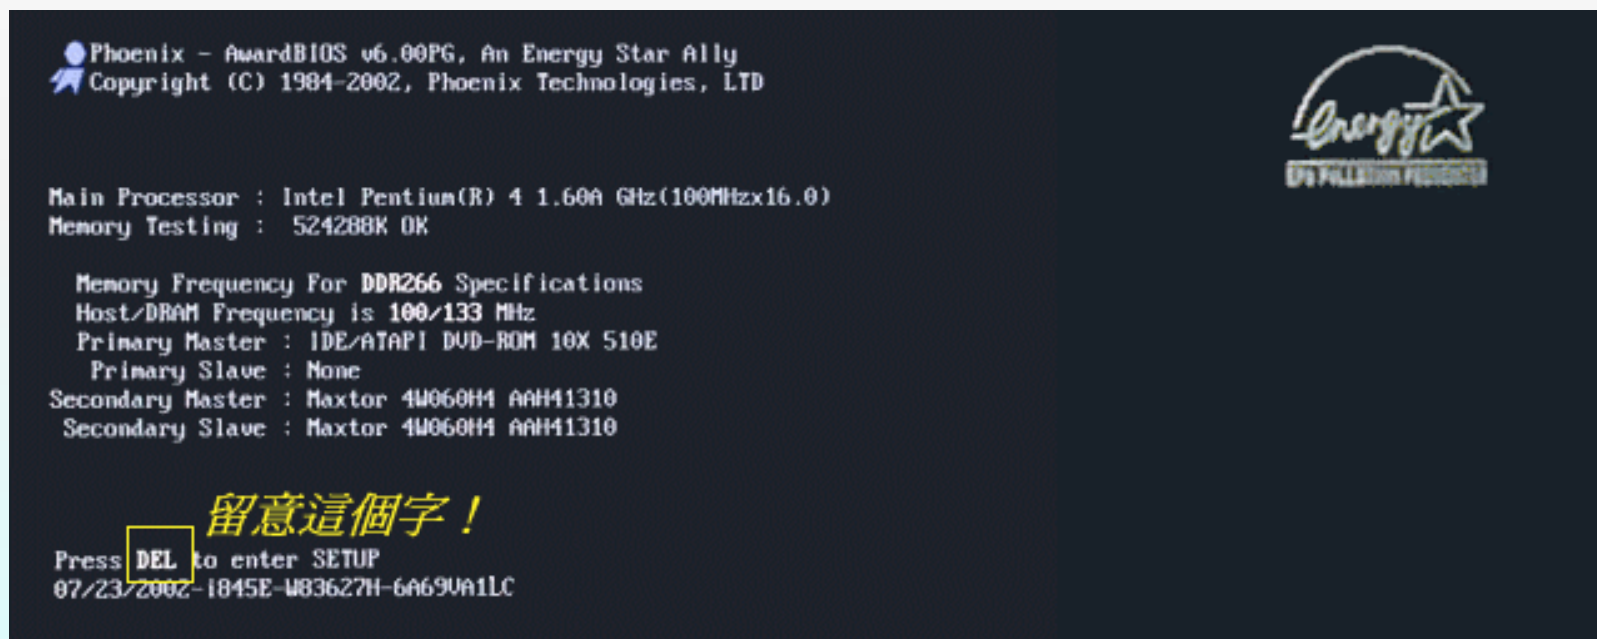 Phoenix - AwardBIOS v6.00PG, An Energy Star Ally
Copyright (C) 1984-2002, Phoenix Technologies, LTD
energy
EPA POLLUTION PREVENTER
Main Processor : Intel Pentium(R) 4 1.60A GHz(100MHzx16.0)
Memory Testing : 524288K OK
Memory Frequency For DDR266 Specifications
Host/DRAM Frequency is 100/133 MHz
Primary Master : IDE/ATAPI DVD-ROM 10X 510E
Primary Slave : None
Secondary Master : Maxtor 4W060H4 AAH41310
Secondary Slave : Maxtor 4W060H4 AAH41310
留意這個字！
Press DEL to enter SETUP
07/23/2002-i845E-W83627H-6A69VA1LC